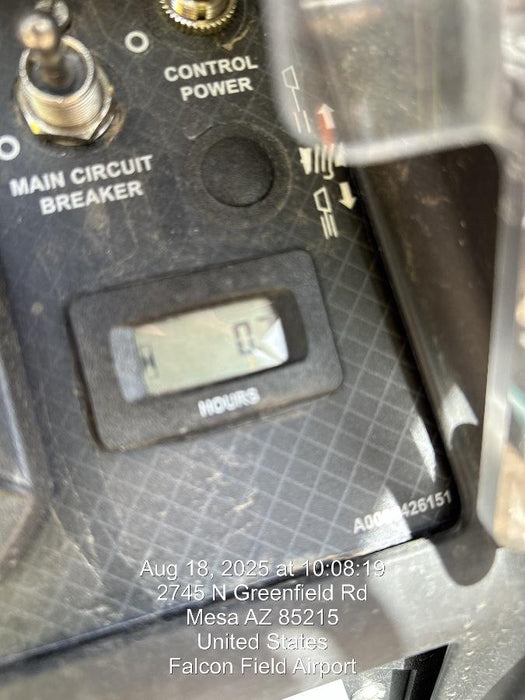 CONTROL
POWER
MAIN CIRCUIT
BREAKER
HOURS
Aug 18, 2025 at 10:08:19
2745 N Greenfield Rd
Mesa AZ 85215
United States
Falcon Field Airport